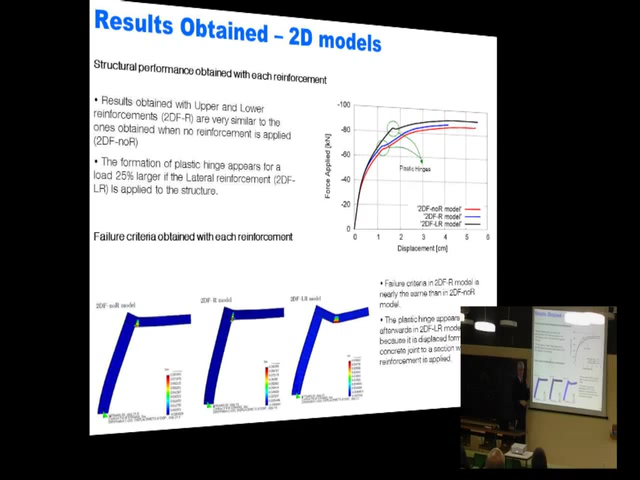 Results Obtained – 2D models
Structural performance obtained with each reinforcement
• Results obtained with Upper and Lower
reinforcements (2DF-R) are very similar to the
ones obtained when no reinforcement is applied
(2DF-noR)
• The formation of plastic hinge appears for a
load 25% larger if the Lateral reinforcement (2DF-
LR) is applied to the structure.
-100
-80
-60
-40
-20
0
Force Applied [kN]
Plastic Hinges
'2DF-noR model'
'2DF-R model'
'2DF-LR model'
0 1 2 3 4 5 6
Displacement [cm]
Failure criteria obtained with each reinforcement
2DF-noR model
2DF-R model
2DF-LR model
• Failure criteria in 2DF-R model is
nearly the same than in 2DF-noR
model.
• The plastic hinge appears
afterwards in 2DF-LR mode
because it is displaced form
concrete joint to a section w
reinforcement is applied.
Results Obtained